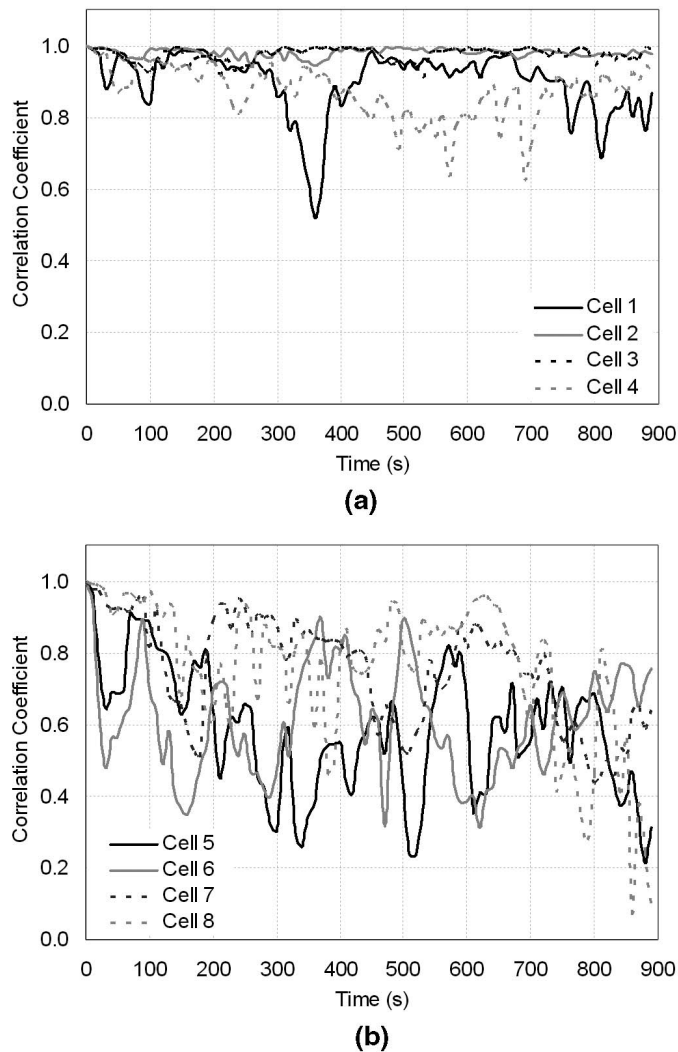 1.0
0.8
0.6
0.4
0.2
0.0
Correlation Coefficient
Cell 1
Cell 2
Cell 3
Cell 4
0 100 200 300 400 500 600 700 800 900
Time (s)
(a)
1.0
0.8
0.6
0.4
0.2
0.0
Correlation Coefficient
Cell 5
Cell 6
Cell 7
Cell 8
0 100 200 300 400 500 600 700 800 900
Time (s)
(b)